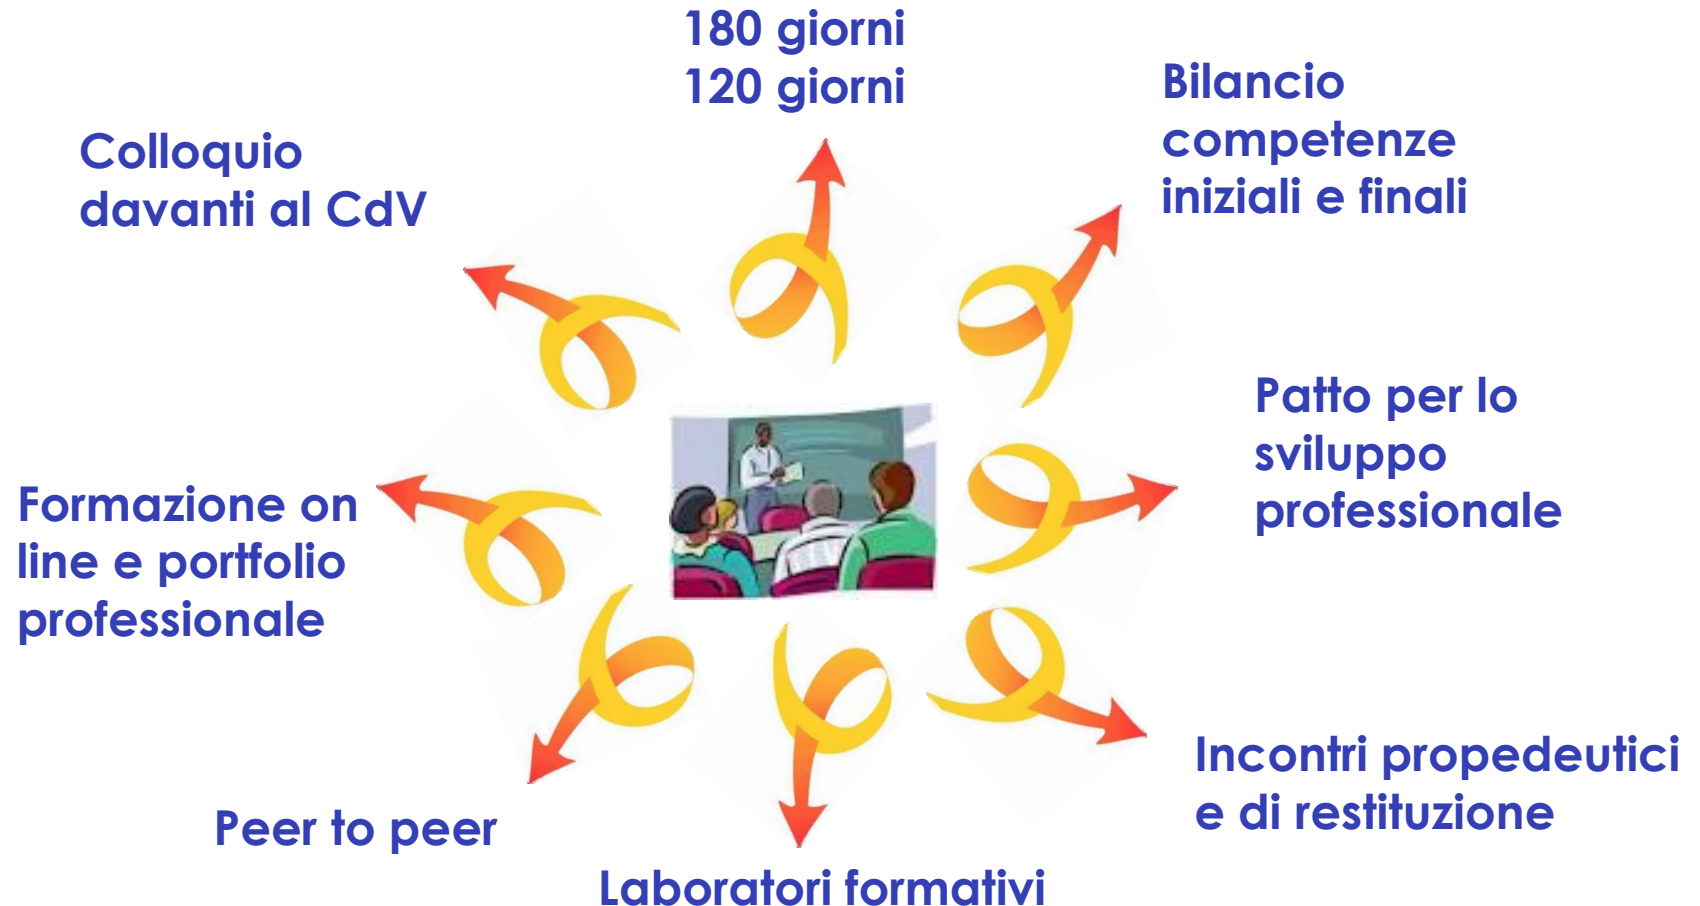 180 giorni
120 giorni
Bilancio
competenze
iniziali e finali
Patto per lo
sviluppo
professionale
Incontri propedeutici
e di restituzione
Laboratori formativi
Peer to peer
Formazione on
line e portfolio
professionale
Colloquio
davanti al CdV